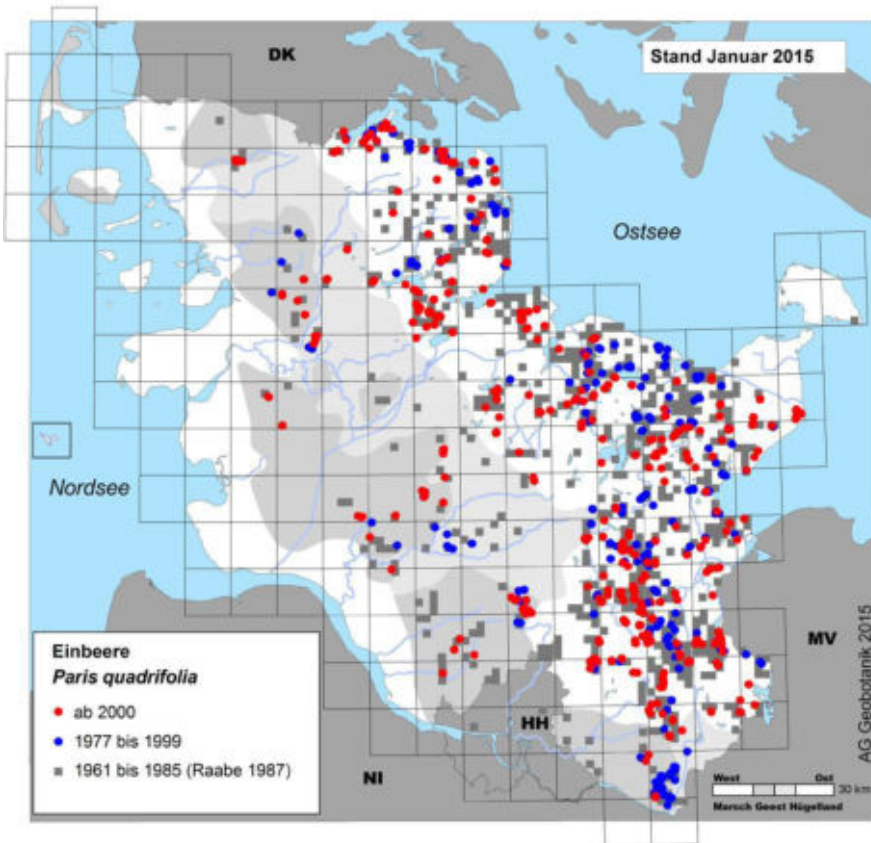 DK
Stand Januar 2015
Ostsee
Nordsee
Einbeere
Paris quadrifolia
ab 2000
1977 bis 1999
1961 bis 1985 (Raabe 1987)
MV
HH
NI
AG Geobotanik 2015
West Ost
30 km
Marsch Geest Hügelland